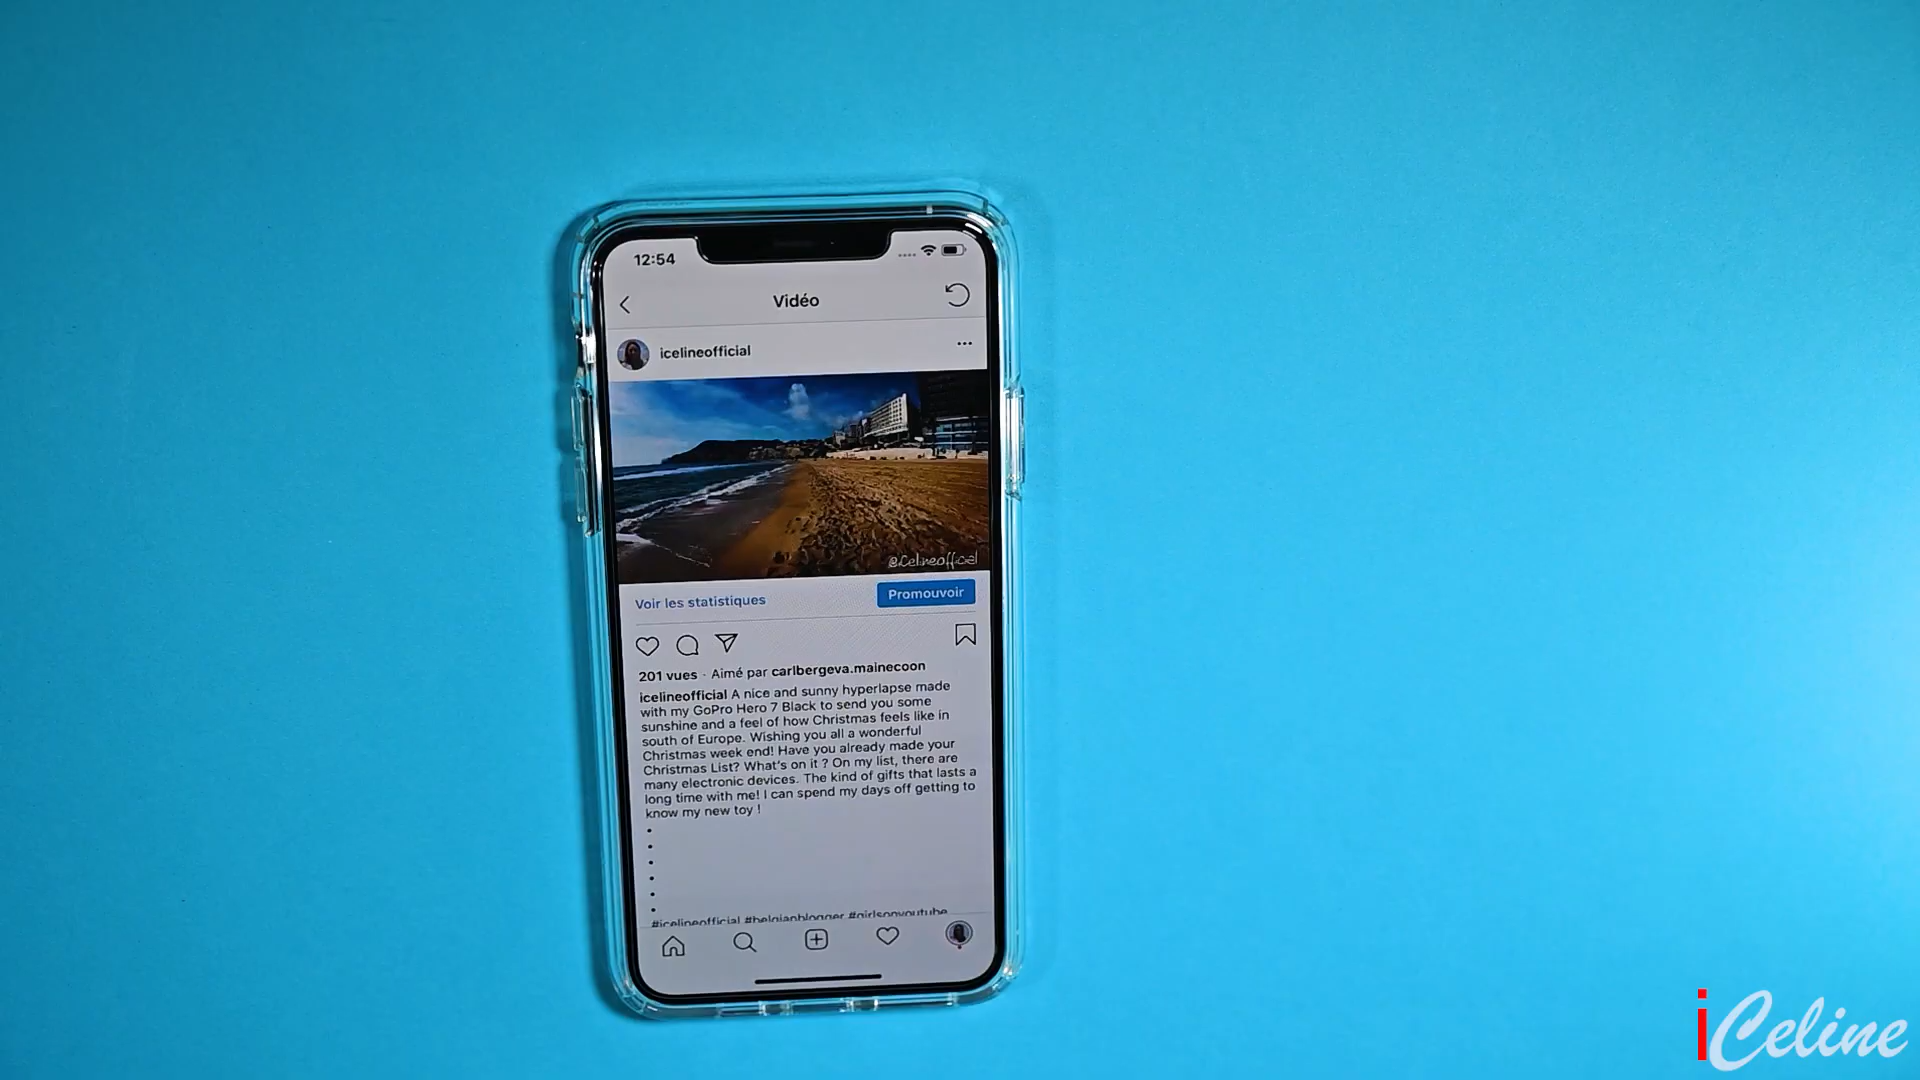 12:54
Vidéo
icelineofficial
@iCelineofficial
Voir les statistiques
Promouvoir
201 vues · Aimé par carlbergeva.mainecoon
icelineofficial A nice and sunny hyperlapse made
with my GoPro Hero 7 Black to send you some
sunshine and a feel of how Christmas feels like in
south of Europe. Wishing you all a wonderful
Christmas week end! Have you already made your
Christmas List? What's on it ? On my list, there are
many electronic devices. The kind of gifts that lasts a
long time with me! I can spend my days off getting to
know my new toy !
#icelineofficial #belgianblogger #girlsonyoutube
iCeline